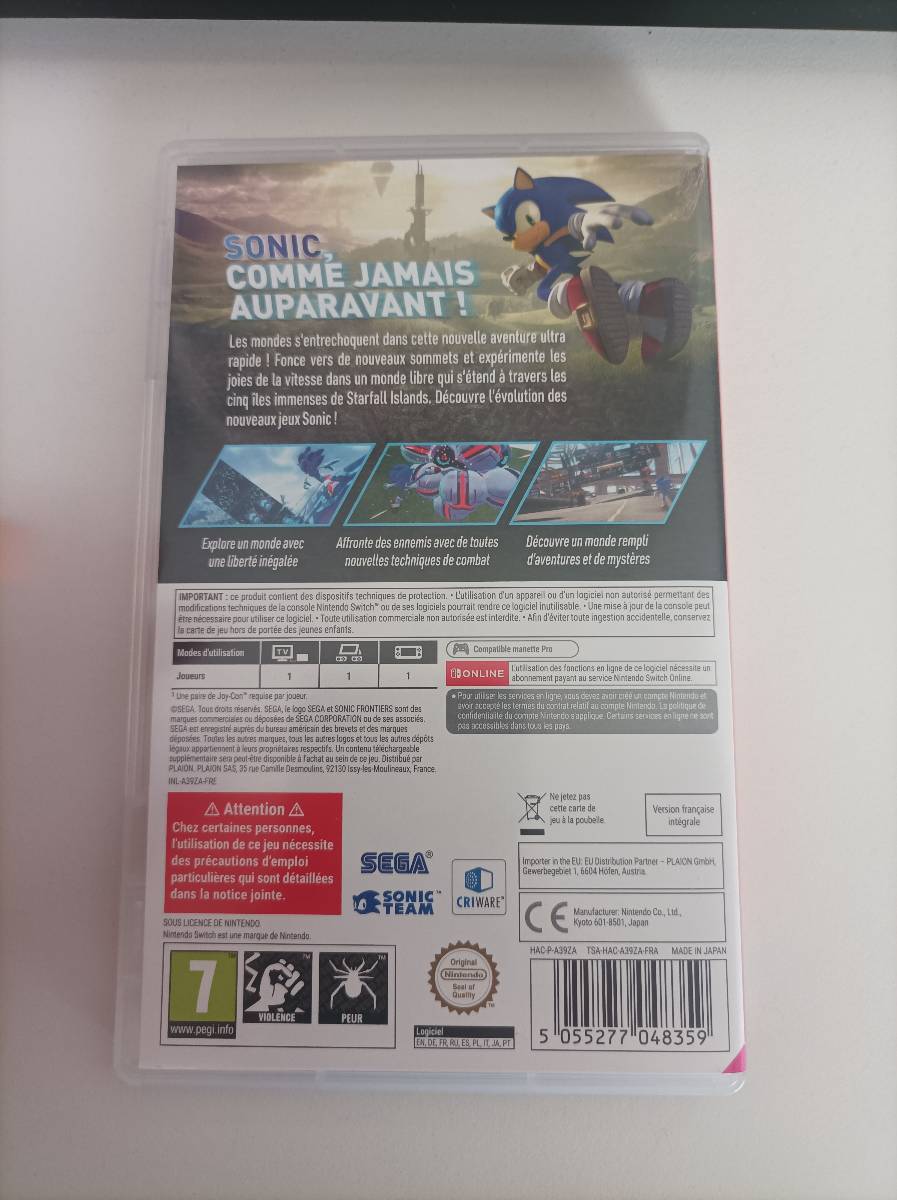 SONIC,
COMME JAMAIS
AUPARAVANT !
Les mondes s'entrechoquent dans cette nouvelle aventure ultra
rapide ! Fonce vers de nouveaux sommets et expérimente les
joies de la vitesse dans un monde libre qui s'étend à travers les
cinq îles immenses de Starfall Islands. Découvre l'évolution des
nouveaux jeux Sonic !
Explore un monde avec
une liberté inégalée
Affronte des ennemis avec de toutes
nouvelles techniques de combat
Découvre un monde rempli
d'aventures et de mystères
IMPORTANT : ce produit contient des dispositifs techniques de protection. • L'utilisation d'un appareil ou d'un logiciel non autorisé permettant des
modifications techniques de la console Nintendo Switch™ ou de ses logiciels pourrait rendre ce logiciel inutilisable. • Une mise à jour de la console peut
être nécessaire pour utiliser ce logiciel. • Toute utilisation commerciale non autorisée est interdite. • Afin d'éviter toute ingestion accidentelle, conservez
la carte de jeu hors de portée des jeunes enfants.
Modes d'utilisation
TV
Joueurs
1
1
1
Compatible manette Pro
ONLINE
L'utilisation des fonctions en ligne de ce logiciel nécessite un
abonnement payant au service Nintendo Switch Online.
• Pour utiliser les services en ligne, vous devez avoir créé un compte Nintendo et
avoir accepté les termes du contrat relatif au compte Nintendo. La politique de
confidentialité du compte Nintendo s'applique. Certains services en ligne ne sont
pas accessibles dans tous les pays.
¹ Une paire de Joy-Con™ requise par joueur.
©SEGA. Tous droits réservés. SEGA, le logo SEGA et SONIC FRONTIERS sont des
marques commerciales ou déposées de SEGA CORPORATION ou de ses associés.
SEGA est enregistré auprès du bureau américain des brevets et des marques
déposées. Toutes les autres marques, tous les autres logos et tous les autres dépôts
légaux appartiennent à leurs propriétaires respectifs. Un contenu téléchargeable
supplémentaire sera peut-être disponible à l'achat au sein de ce jeu. Distribué par
PLAION. PLAION SAS, 35 rue Camille Desmoulins, 92130 Issy-les-Moulineaux, France.
INL-A39ZA-FRE
Attention
Chez certaines personnes,
l'utilisation de ce jeu nécessite
des précautions d'emploi
particulières qui sont détaillées
dans la notice jointe.
SEGA®
SONIC
TEAM™
CRIWARE™
Ne jetez pas
cette carte de
jeu à la poubelle.
Version française
intégrale
Importer in the EU: EU Distribution Partner – PLAION GmbH,
Gewerbegebiet 1, 6604 Höfen, Austria.
CE
Manufacturer: Nintendo Co., Ltd.,
Kyoto 601-8501, Japan
SOUS LICENCE DE NINTENDO.
Nintendo Switch est une marque de Nintendo.
HAC-P-A39ZA TSA-HAC-A39ZA-FRA MADE IN JAPAN
7
www.pegi.info
VIOLENCE
PEUR
Original
Nintendo
Seal of
Quality
Logiciel
EN, DE, FR, RU, ES, PL, IT, JA, PT
5 055277 048359